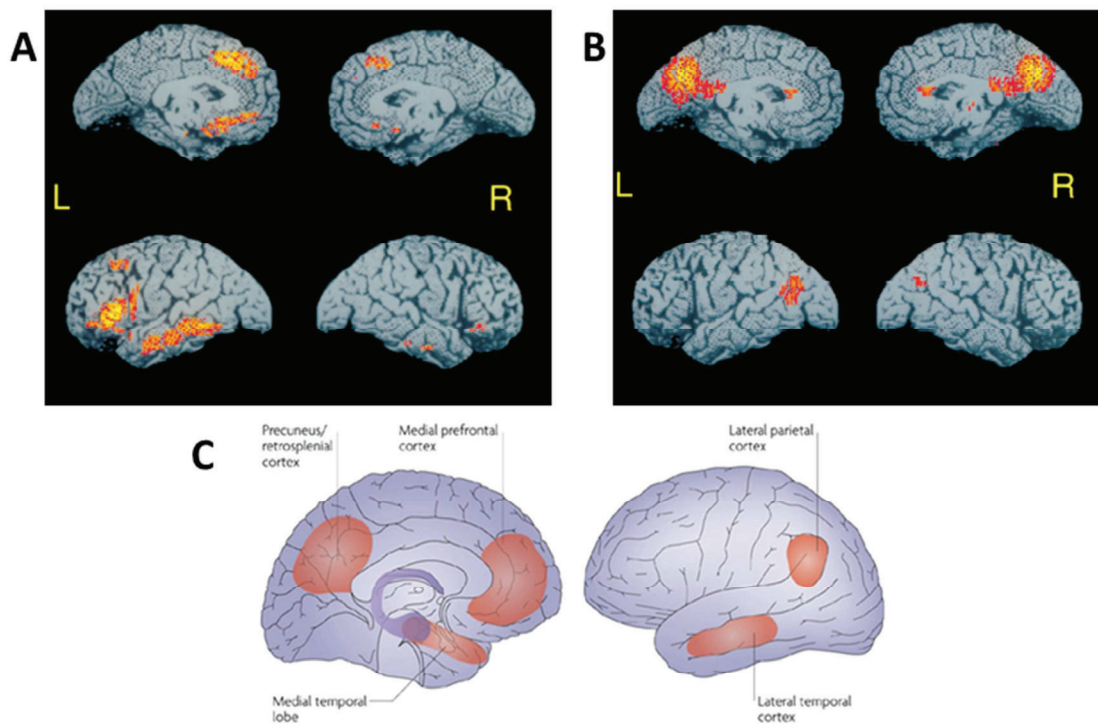 A
B
L
R
L
R
C
Precuneus/
retrosplenial
cortex
Medial prefrontal
cortex
Lateral parietal
cortex
Medial temporal
lobe
Lateral temporal
cortex